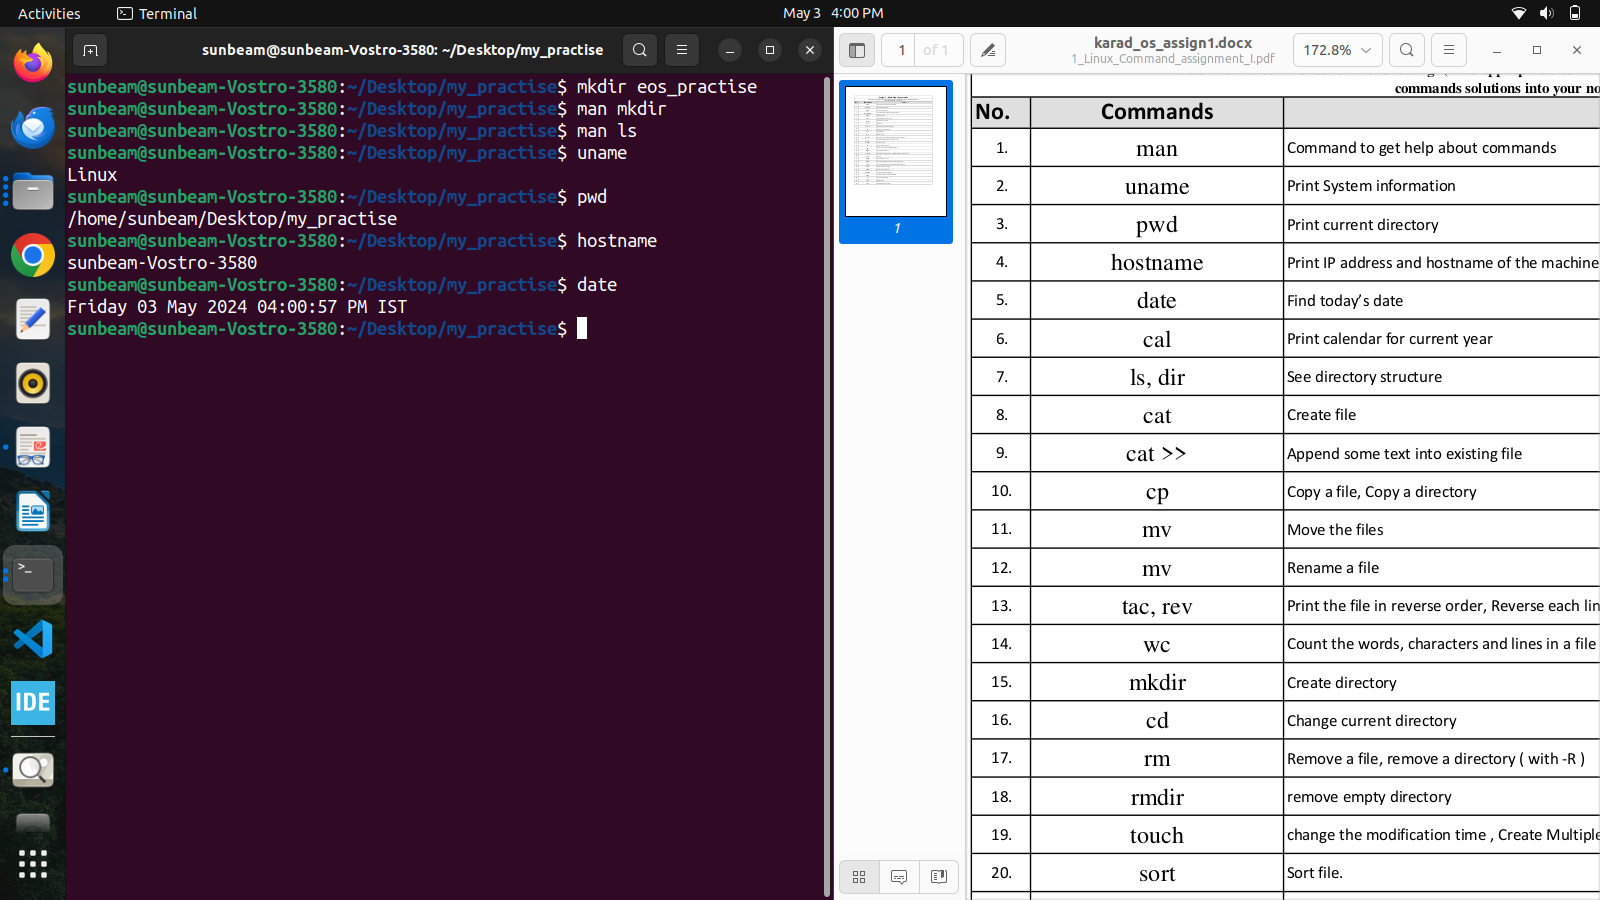 Activities
Terminal
May 3 4:00 PM
sunbeam@sunbeam-Vostro-3580: ~/Desktop/my_practise
sunbeam@sunbeam-Vostro-3580:~/Desktop/my_practise$ mkdir eos_practise
sunbeam@sunbeam-Vostro-3580:~/Desktop/my_practise$ man mkdir
sunbeam@sunbeam-Vostro-3580:~/Desktop/my_practise$ man ls
sunbeam@sunbeam-Vostro-3580:~/Desktop/my_practise$ uname
Linux
sunbeam@sunbeam-Vostro-3580:~/Desktop/my_practise$ pwd
/home/sunbeam/Desktop/my_practise
sunbeam@sunbeam-Vostro-3580:~/Desktop/my_practise$ hostname
sunbeam-Vostro-3580
sunbeam@sunbeam-Vostro-3580:~/Desktop/my_practise$ date
Friday 03 May 2024 04:00:57 PM IST
sunbeam@sunbeam-Vostro-3580:~/Desktop/my_practise$
>_
IDE
1 of 1
karad_os_assign1.docx
1_Linux_Command_assignment_I.pdf
172.8%
1
commands solutions into your no
No. Commands
1. man Command to get help about commands
2. uname Print System information
3. pwd Print current directory
4. hostname Print IP address and hostname of the machine
5. date Find today's date
6. cal Print calendar for current year
7. ls, dir See directory structure
8. cat Create file
9. cat >> Append some text into existing file
10. cp Copy a file, Copy a directory
11. mv Move the files
12. mv Rename a file
13. tac, rev Print the file in reverse order, Reverse each lin
14. wc Count the words, characters and lines in a file
15. mkdir Create directory
16. cd Change current directory
17. rm Remove a file, remove a directory ( with -R )
18. rmdir remove empty directory
19. touch change the modification time , Create Multiple
20. sort Sort file.